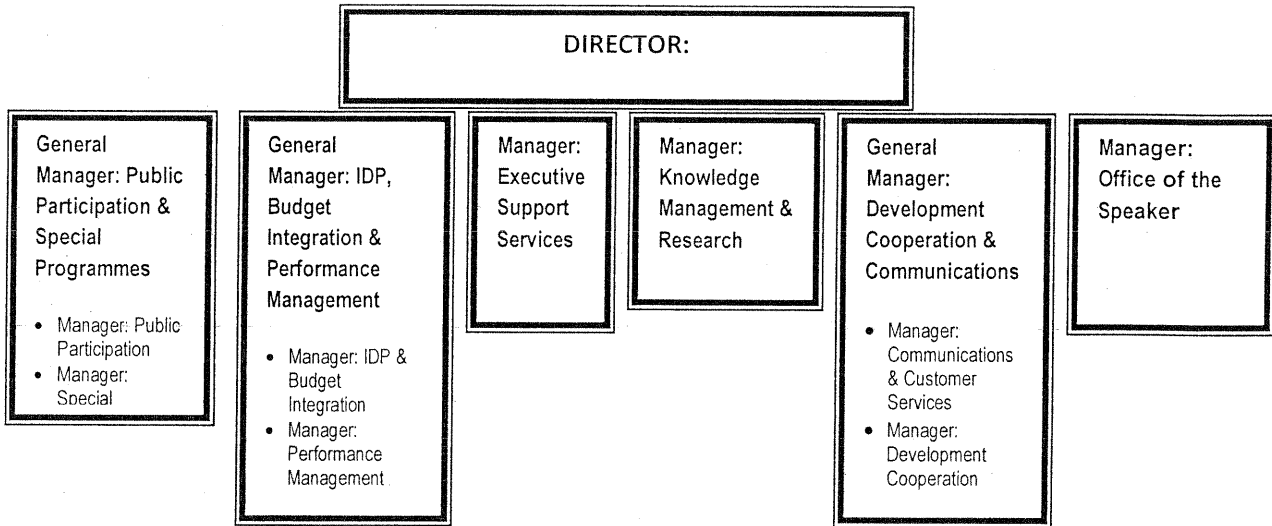 DIRECTOR:
General
Manager: Public
Participation &
Special
Programmes
• Manager: Public
Participation
• Manager:
Special
General
Manager: IDP,
Budget
Integration &
Performance
Management
• Manager: IDP &
Budget
Integration
• Manager:
Performance
Management
Manager:
Executive
Support
Services
Manager:
Knowledge
Management &
Research
General
Manager:
Development
Cooperation &
Communications
• Manager:
Communications
& Customer
Services
• Manager:
Development
Cooperation
Manager:
Office of the
Speaker